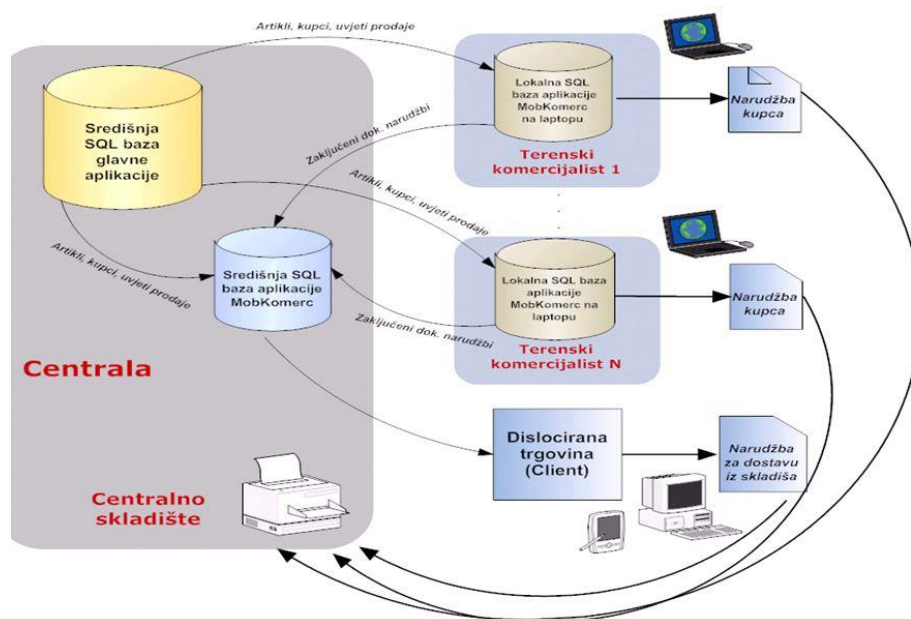 Artikli, kupci, uvjeti prodaje
Središnja
SQL baza
glavne
aplikacije
Lokalna SQL
baza aplikacije
MobKomerc
na laptopu
Narudžba
kupca
Zaključeni dok. narudžbi
Terenski
komercijalist 1
Artikli, kupci, uvjeti prodaje
Artikli, kupci, uvjeti prodaje
Središnja SQL
baza aplikacije
MobKomerc
Lokalna SQL baza
aplikacije
MobKomerc na
laptopu
Narudžba
kupca
Zaključeni dok. narudžbi
Terenski
komercijalist N
Centrala
Dislocirana
trgovina
(Client)
Narudžba
za dostavu
iz skladiša
Centralno
skladište